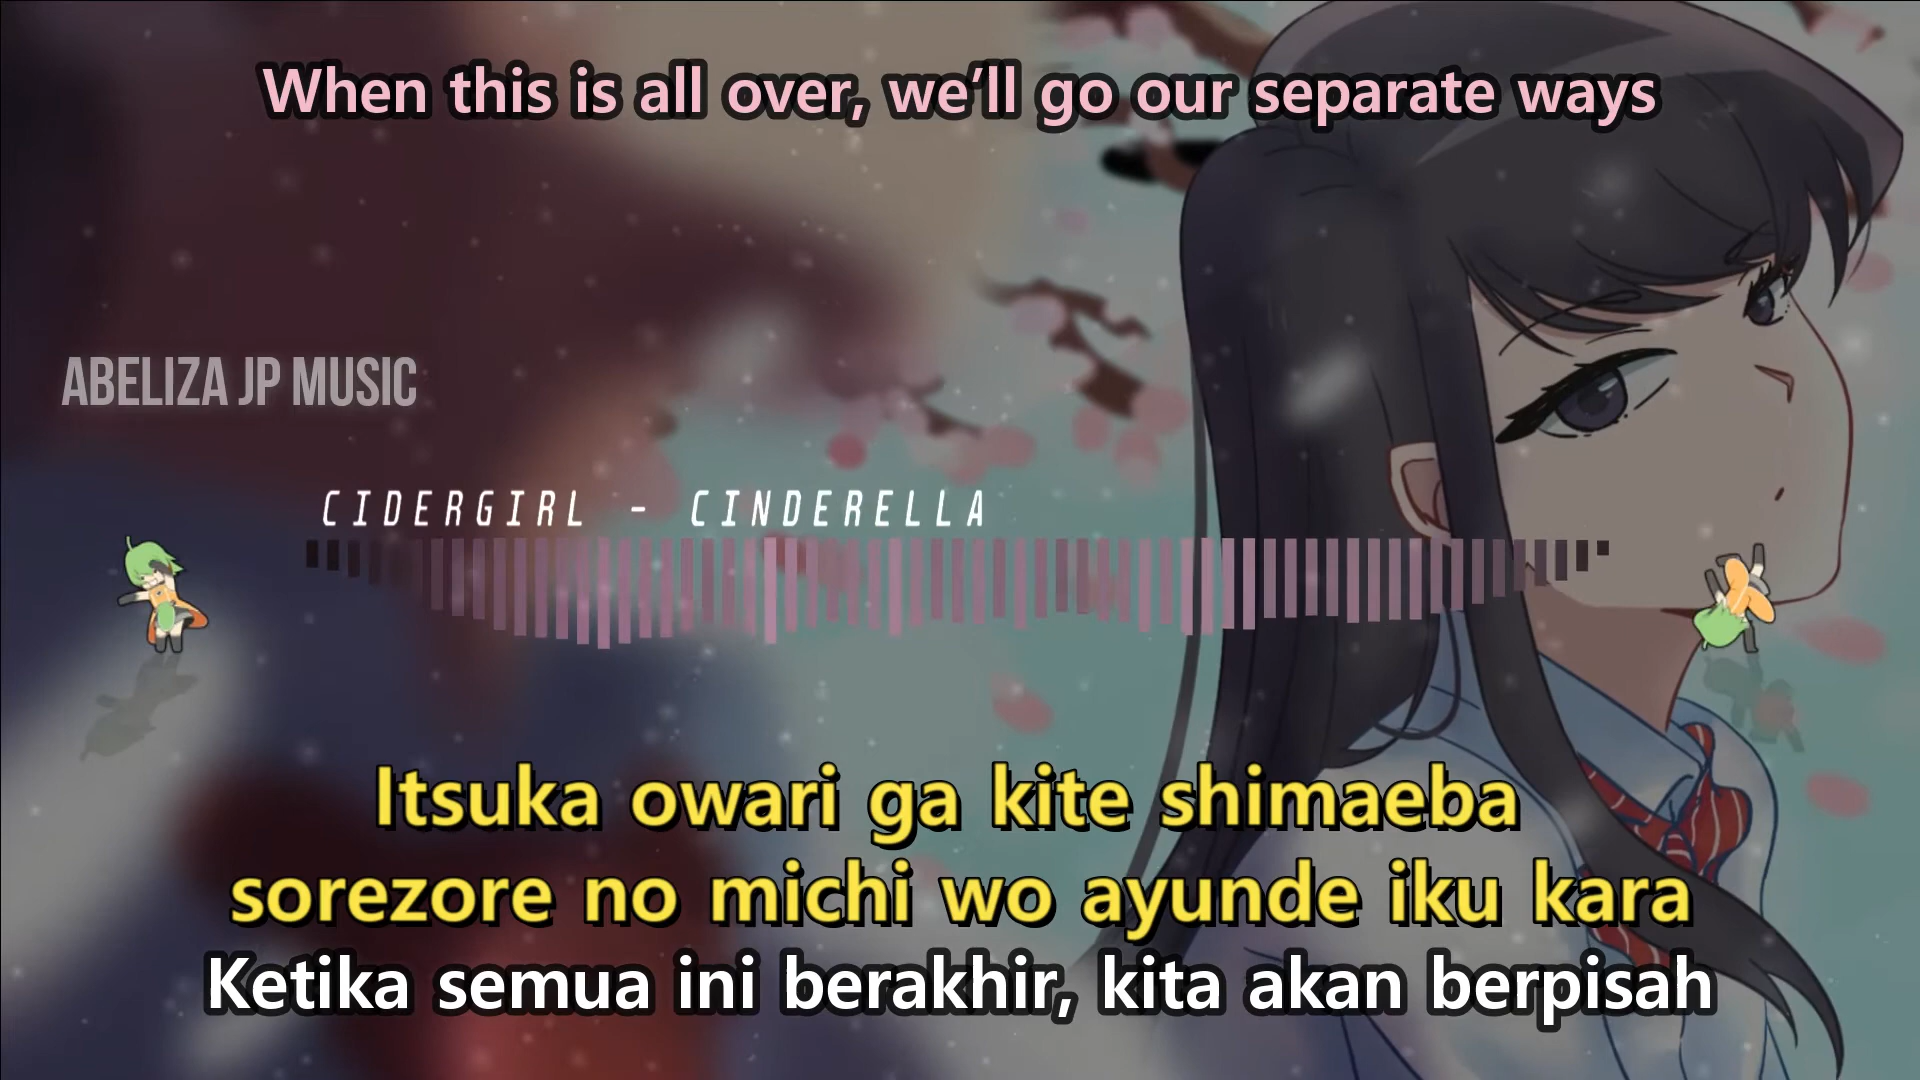 When this is all over, we’ll go our separate ways
ABELIZA JP MUSIC
CIDERGIRL - CINDERELLA
Itsuka owari ga kite shimaeba
sorezore no michi wo ayunde iku kara
Ketika semua ini berakhir, kita akan berpisah